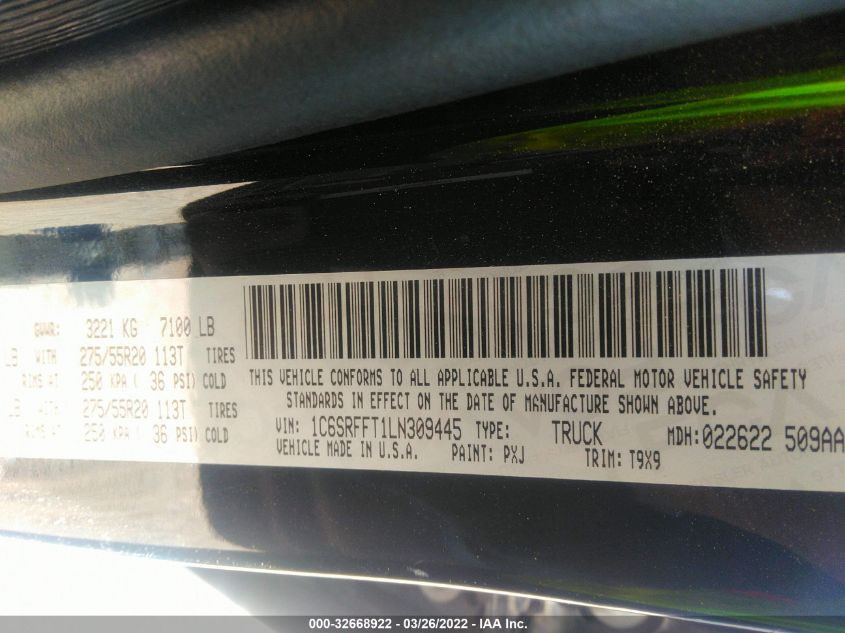 GVWR: 3221 KG 7100 LB
LB WITH 275/55R20 113T TIRES
RIMS AT 250 KPA ( 36 PSI) COLD
LB WITH 275/55R20 113T TIRES
RIMS AT 250 KPA ( 36 PSI) COLD
THIS VEHICLE CONFORMS TO ALL APPLICABLE U.S.A. FEDERAL MOTOR VEHICLE SAFETY
STANDARDS IN EFFECT ON THE DATE OF MANUFACTURE SHOWN ABOVE.
VIN: 1C6SRFFT1LN309445 TYPE: TRUCK MDH: 022622 509AA
VEHICLE MADE IN U.S.A. PAINT: PXJ TRIM: T9X9
000-32668922 / 03/26/2022 - IAA Inc.